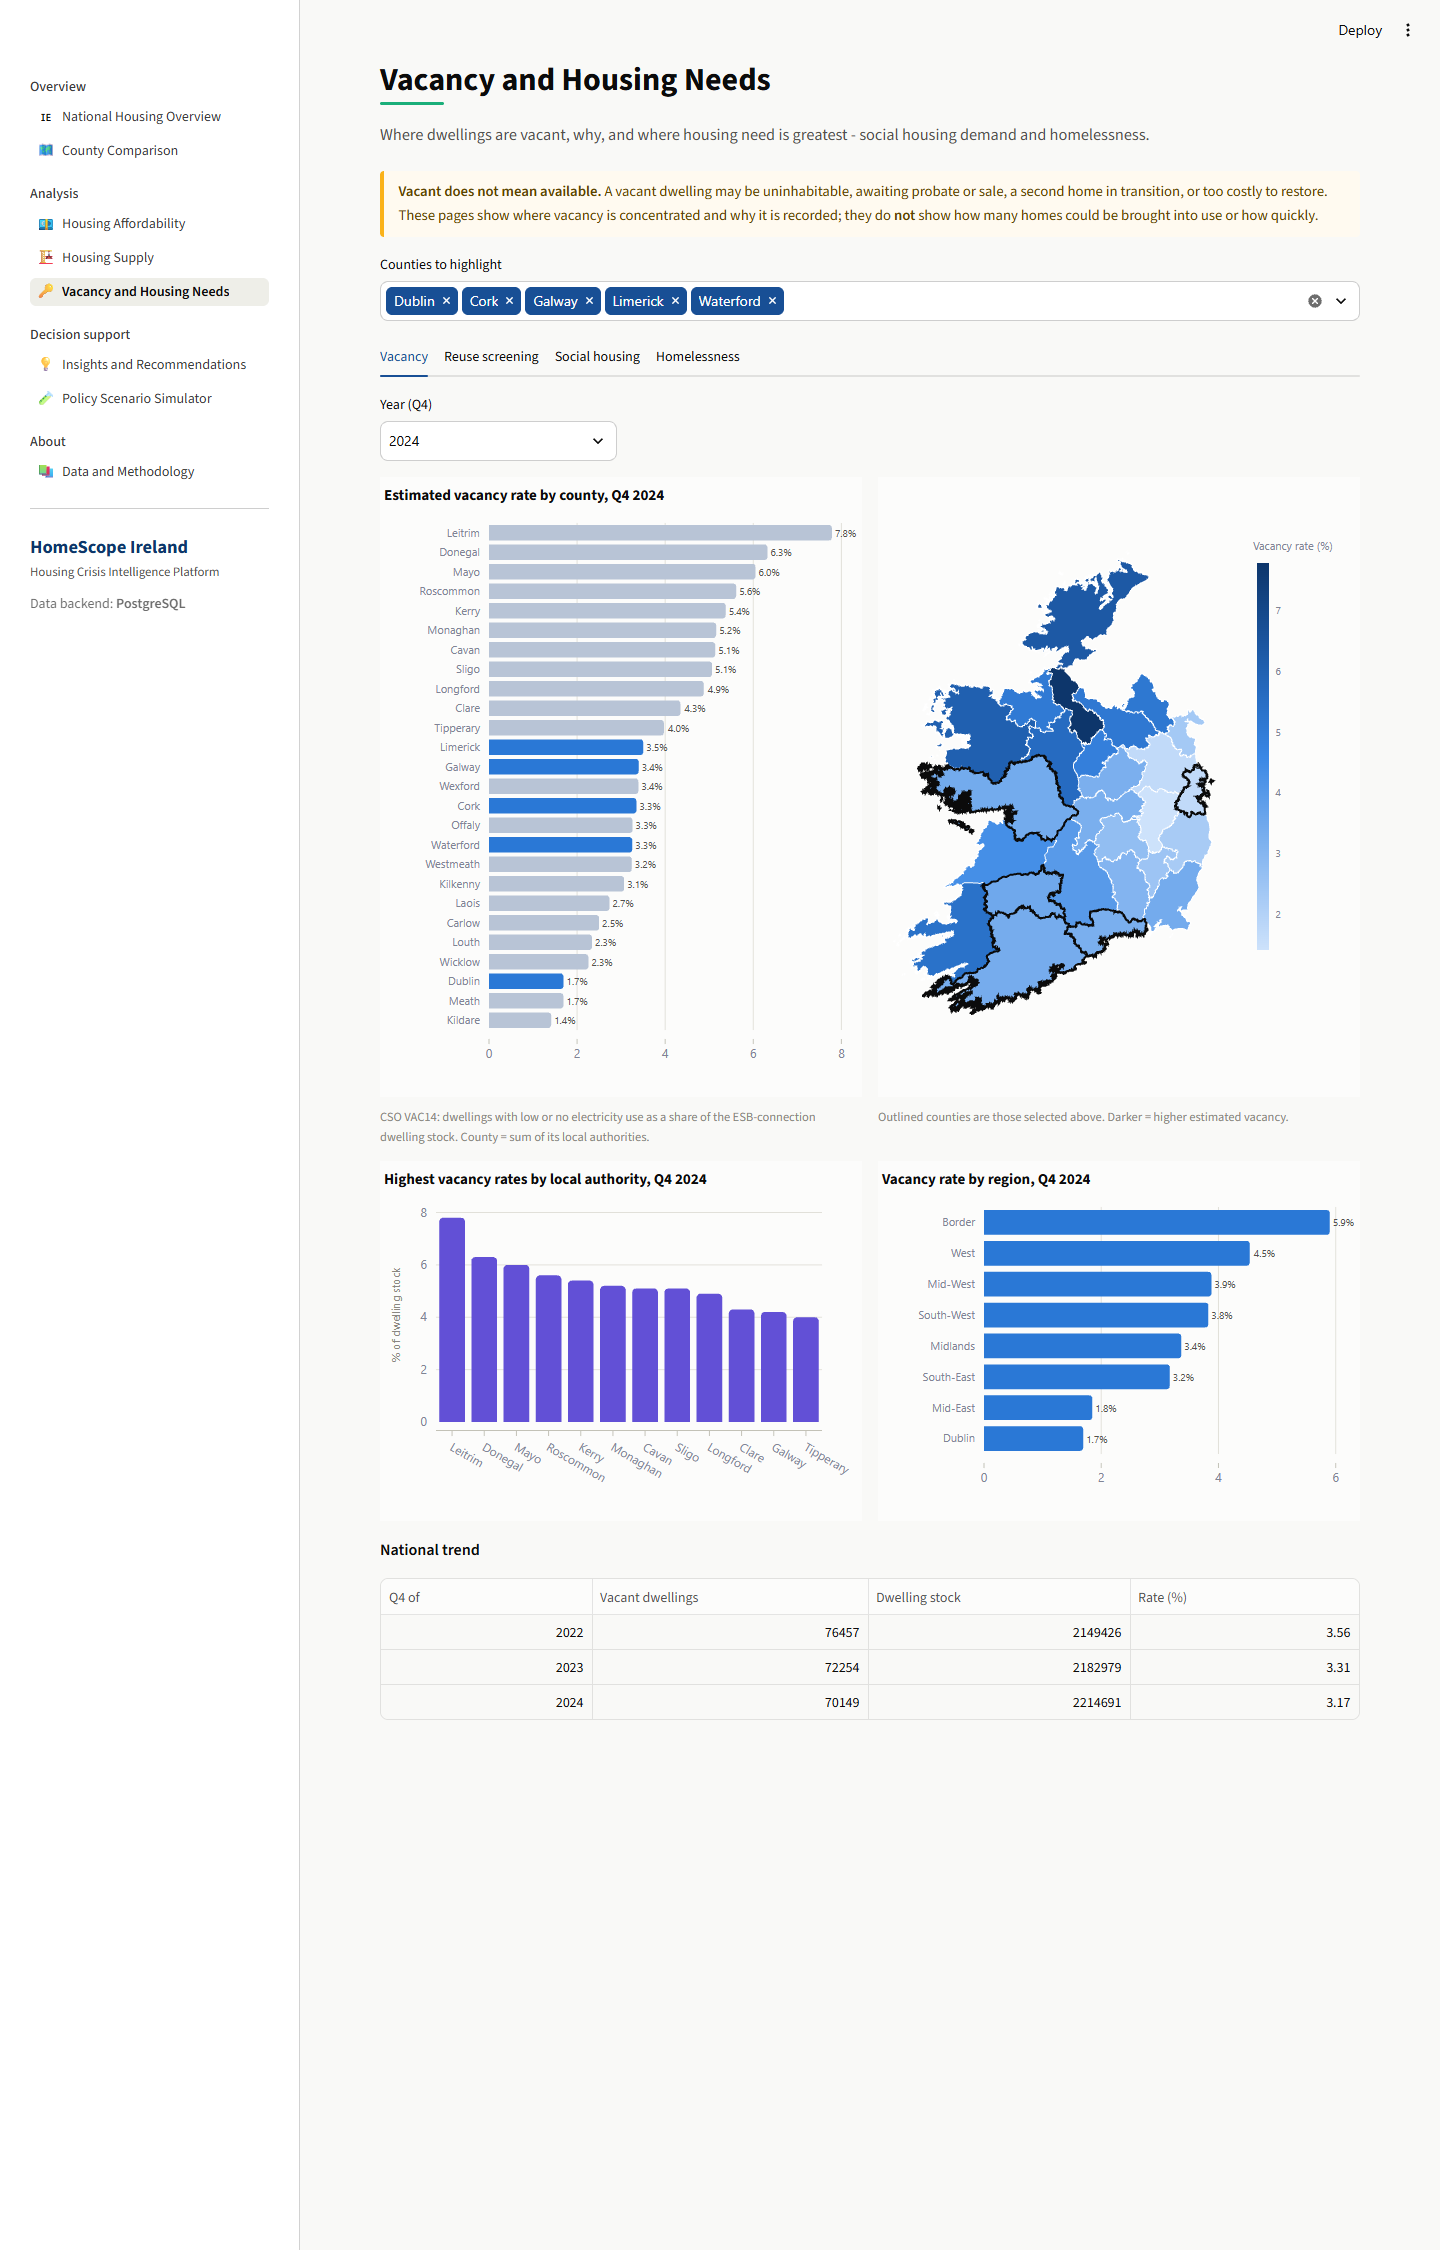 Deploy
Overview
IE National Housing Overview
County Comparison
Analysis
Housing Affordability
Housing Supply
Vacancy and Housing Needs
Decision support
Insights and Recommendations
Policy Scenario Simulator
About
Data and Methodology
HomeScope Ireland
Housing Crisis Intelligence Platform
Data backend: PostgreSQL
Vacancy and Housing Needs
Where dwellings are vacant, why, and where housing need is greatest - social housing demand and homelessness.
Vacant does not mean available. A vacant dwelling may be uninhabitable, awaiting probate or sale, a second home in transition, or too costly to restore.
These pages show where vacancy is concentrated and why it is recorded; they do not show how many homes could be brought into use or how quickly.
Counties to highlight
Dublin × Cork × Galway × Limerick × Waterford ×
Vacancy Reuse screening Social housing Homelessness
Year (Q4)
2024
Estimated vacancy rate by county, Q4 2024
Leitrim 7.8%
Donegal 6.3%
Mayo 6.0%
Roscommon 5.6%
Kerry 5.4%
Monaghan 5.2%
Cavan 5.1%
Sligo 5.1%
Longford 4.9%
Clare 4.3%
Tipperary 4.0%
Limerick 3.5%
Galway 3.4%
Wexford 3.4%
Cork 3.3%
Offaly 3.3%
Waterford 3.3%
Westmeath 3.2%
Kilkenny 3.1%
Laois 2.7%
Carlow 2.5%
Louth 2.3%
Wicklow 2.3%
Dublin 1.7%
Meath 1.7%
Kildare 1.4%
0 2 4 6 8
CSO VAC14: dwellings with low or no electricity use as a share of the ESB-connection
dwelling stock. County = sum of its local authorities.
Vacancy rate (%)
7
6
5
4
3
2
Outlined counties are those selected above. Darker = higher estimated vacancy.
Highest vacancy rates by local authority, Q4 2024
% of dwelling stock
8
6
4
2
0
Leitrim Donegal Mayo Roscommon Kerry Monaghan Cavan Sligo Longford Clare Galway Tipperary
Vacancy rate by region, Q4 2024
Border 5.9%
West 4.5%
Mid-West 3.9%
South-West 3.8%
Midlands 3.4%
South-East 3.2%
Mid-East 1.8%
Dublin 1.7%
0 2 4 6
National trend
Q4 of Vacant dwellings Dwelling stock Rate (%)
2022 76457 2149426 3.56
2023 72254 2182979 3.31
2024 70149 2214691 3.17